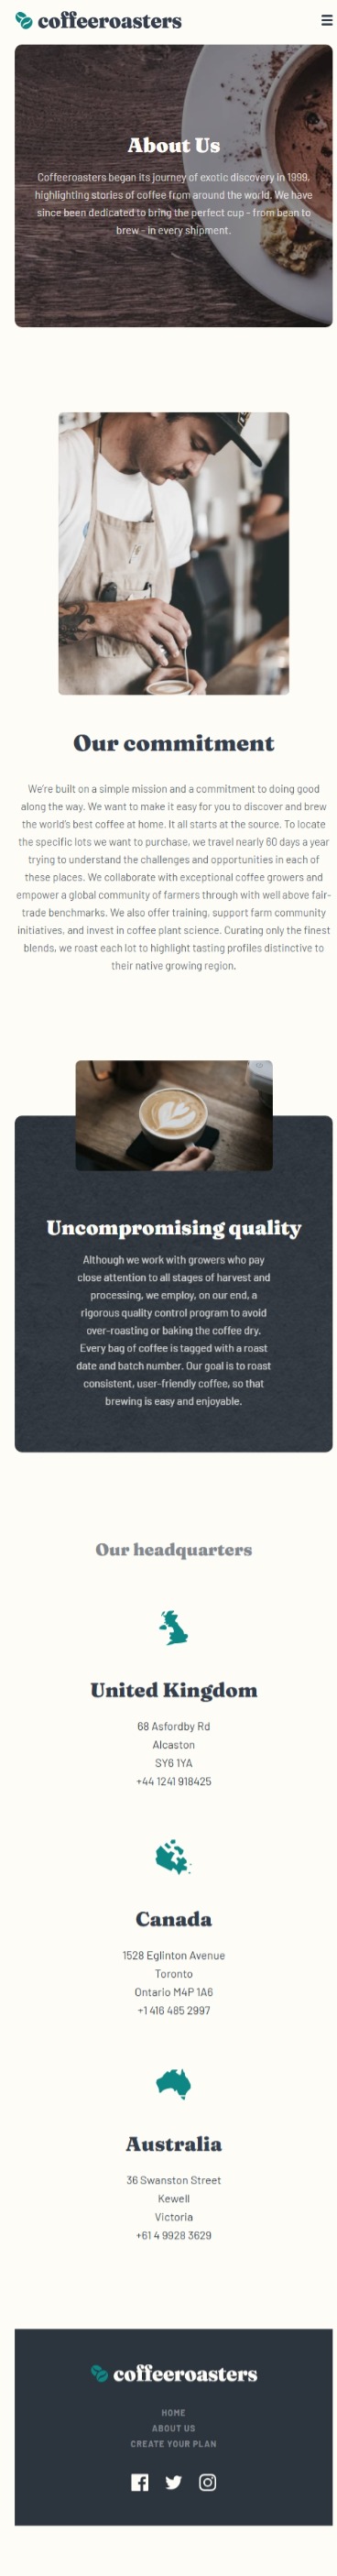 coffeeroasters
About Us
Coffeeroasters began its journey of exotic discovery in 1999,
highlighting stories of coffee from around the world. We have
since been dedicated to bring the perfect cup - from bean to
brew - in every shipment.
Our commitment
We're built on a simple mission and a commitment to doing good
along the way. We want to make it easy for you to discover and brew
the world's best coffee at home. It all starts at the source. To locate
the specific lots we want to purchase, we travel nearly 60 days a year
trying to understand the challenges and opportunities in each of
these places. We collaborate with exceptional coffee growers and
empower a global community of farmers through with well above fair-
trade benchmarks. We also offer training, support farm community
initiatives, and invest in coffee plant science. Curating only the finest
blends, we roast each lot to highlight tasting profiles distinctive to
their native growing region.
Uncompromising quality
Although we work with growers who pay
close attention to all stages of harvest and
processing, we employ, on our end, a
rigorous quality control program to avoid
over-roasting or baking the coffee dry.
Every bag of coffee is tagged with a roast
date and batch number. Our goal is to roast
consistent, user-friendly coffee, so that
brewing is easy and enjoyable.
Our headquarters
United Kingdom
68 Asfordby Rd
Alcaston
SY6 1YA
+44 1241 918425
Canada
1528 Eglinton Avenue
Toronto
Ontario M4P 1A6
+1 416 485 2997
Australia
36 Swanston Street
Kewell
Victoria
+61 4 9928 3629
coffeeroasters
HOME
ABOUT US
CREATE YOUR PLAN